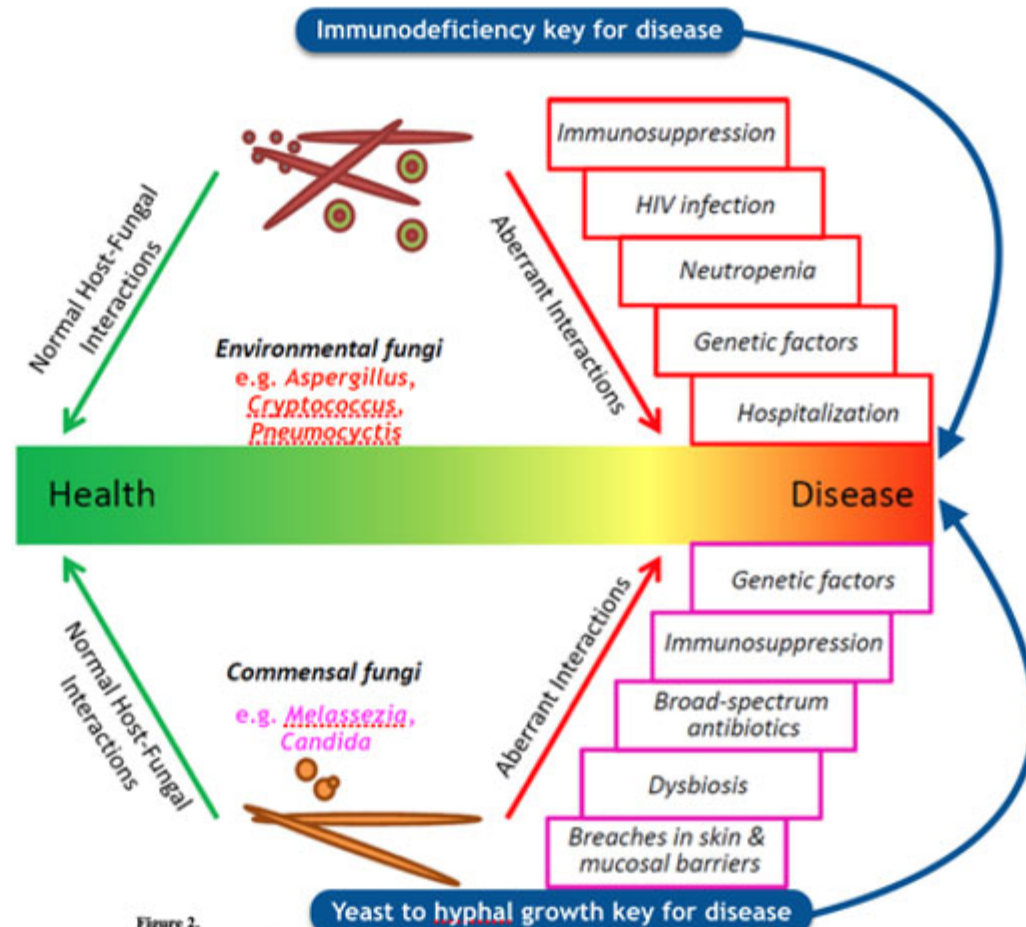 Immunodeficiency key for disease
Immunosuppression
HIV infection
Neutropenia
Genetic factors
Hospitalization
Normal Host-Fungal
Interactions
Aberrant Interactions
Environmental fungi
e.g. Aspergillus,
Cryptococcus,
Pneumocyctis
Health
Disease
Normal Host-Fungal
Interactions
Commensal fungi
e.g. Melassezia,
Candida
Aberrant Interactions
Genetic factors
Immunosuppression
Broad-spectrum
antibiotics
Dysbiosis
Breaches in skin &
mucosal barriers
Figure 2.
Yeast to hyphal growth key for disease